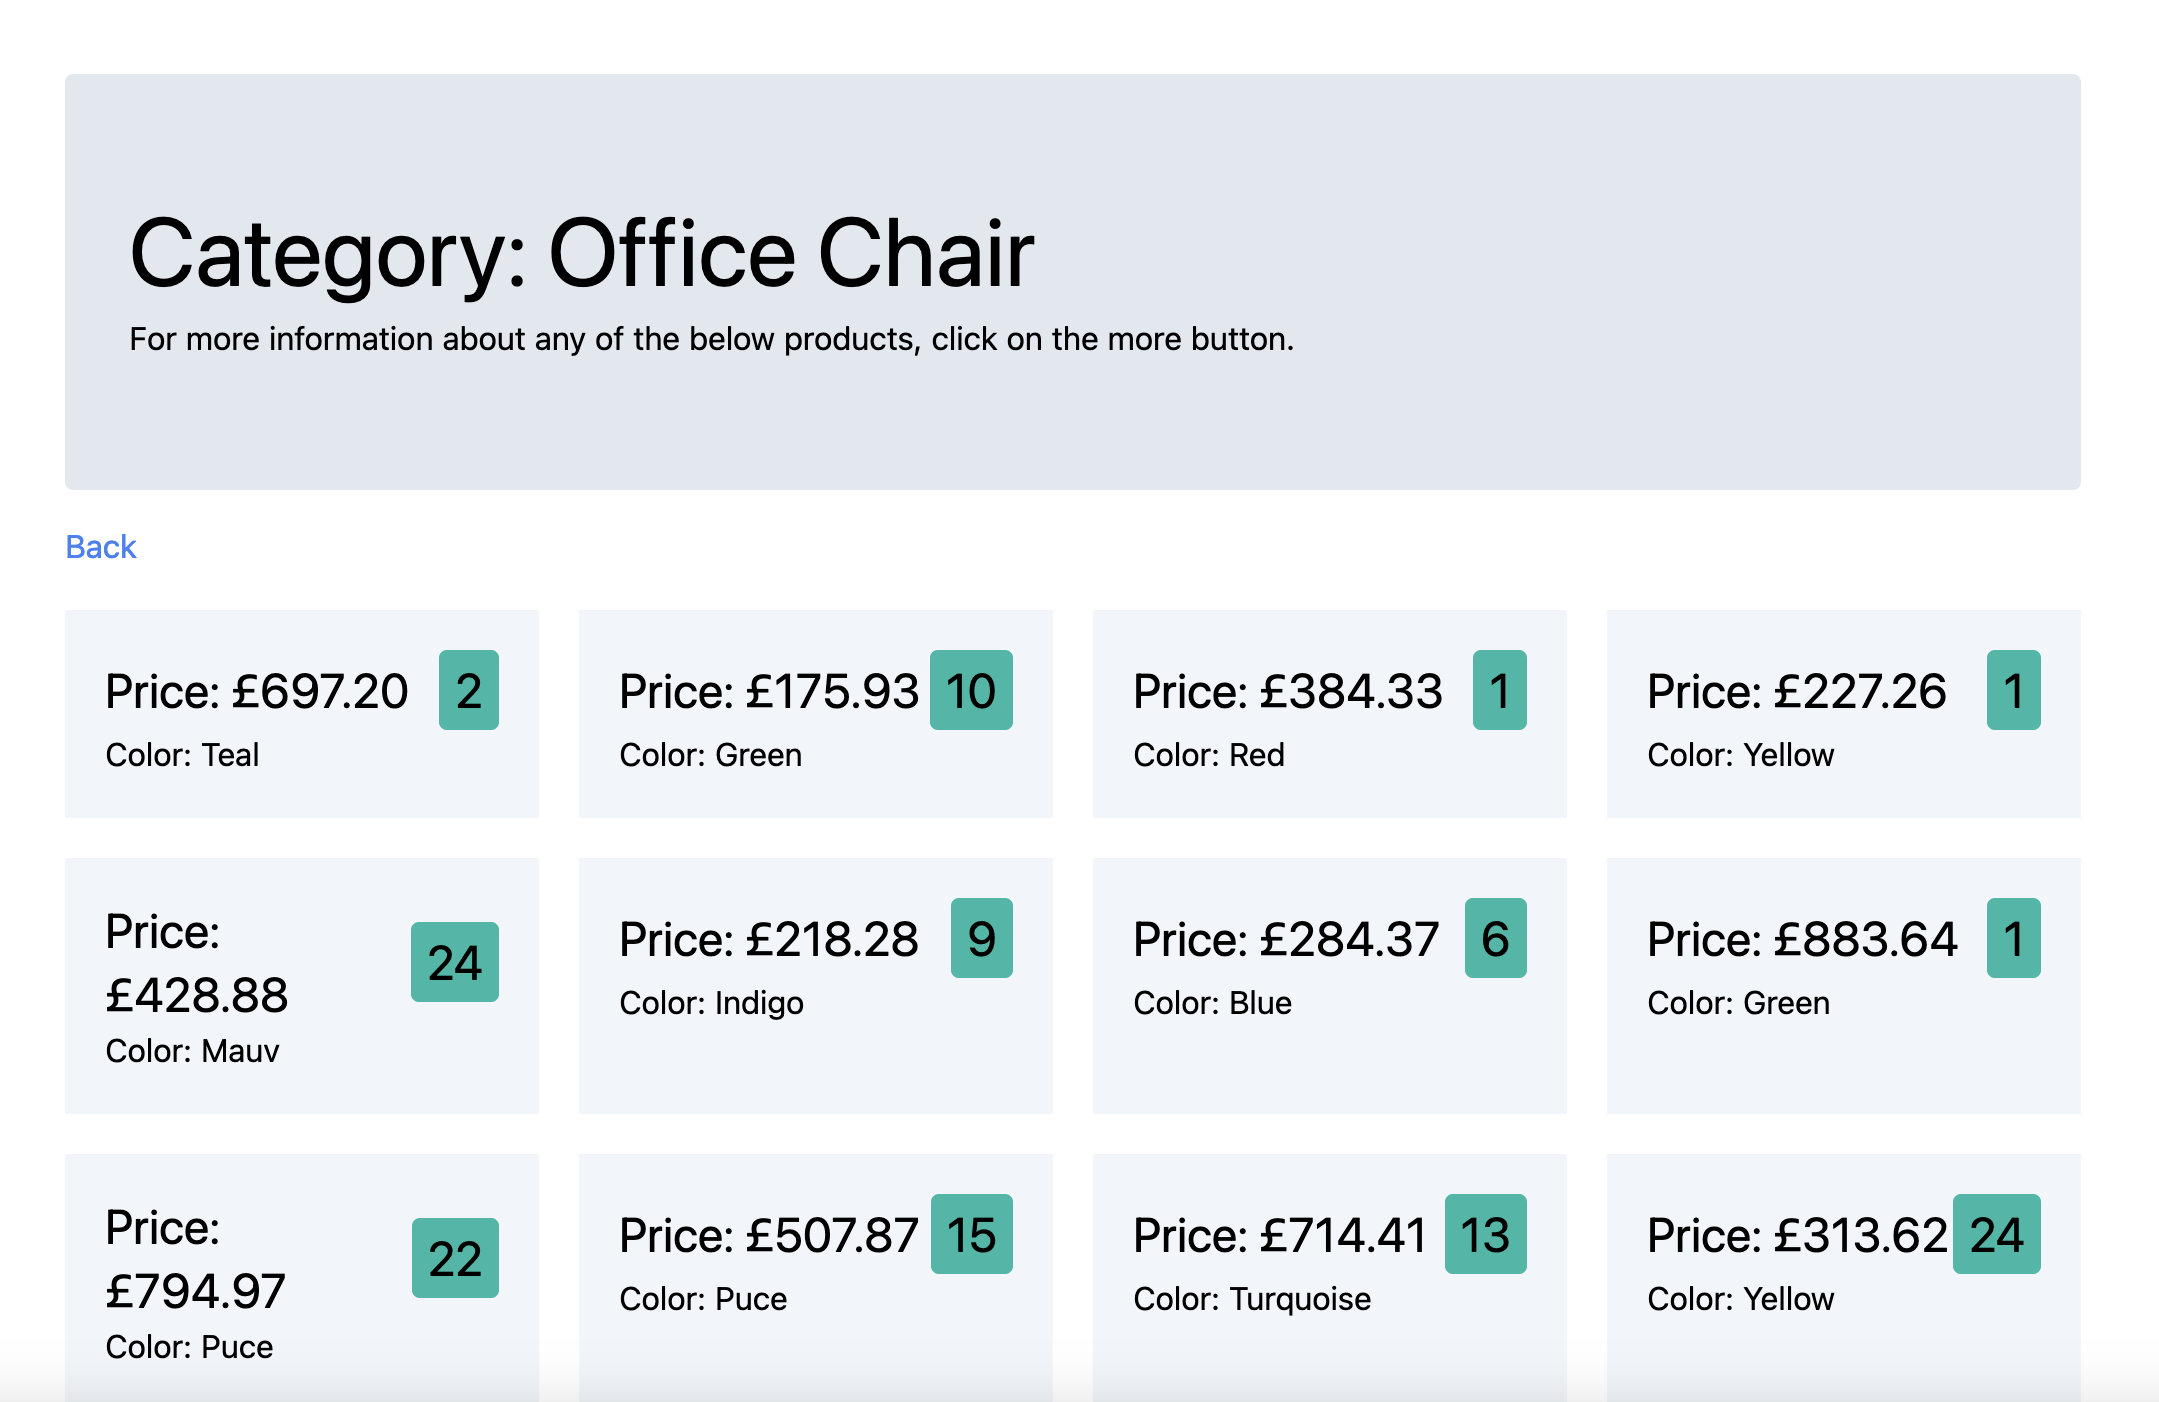 Category: Office Chair
For more information about any of the below products, click on the more button.
Back
Price: £697.20 2
Color: Teal
Price: £175.93 10
Color: Green
Price: £384.33 1
Color: Red
Price: £227.26 1
Color: Yellow
Price:
£428.88
24
Color: Mauv
Price: £218.28 9
Color: Indigo
Price: £284.37 6
Color: Blue
Price: £883.64 1
Color: Green
Price:
£794.97
22
Color: Puce
Price: £507.87 15
Color: Puce
Price: £714.41 13
Color: Turquoise
Price: £313.62 24
Color: Yellow